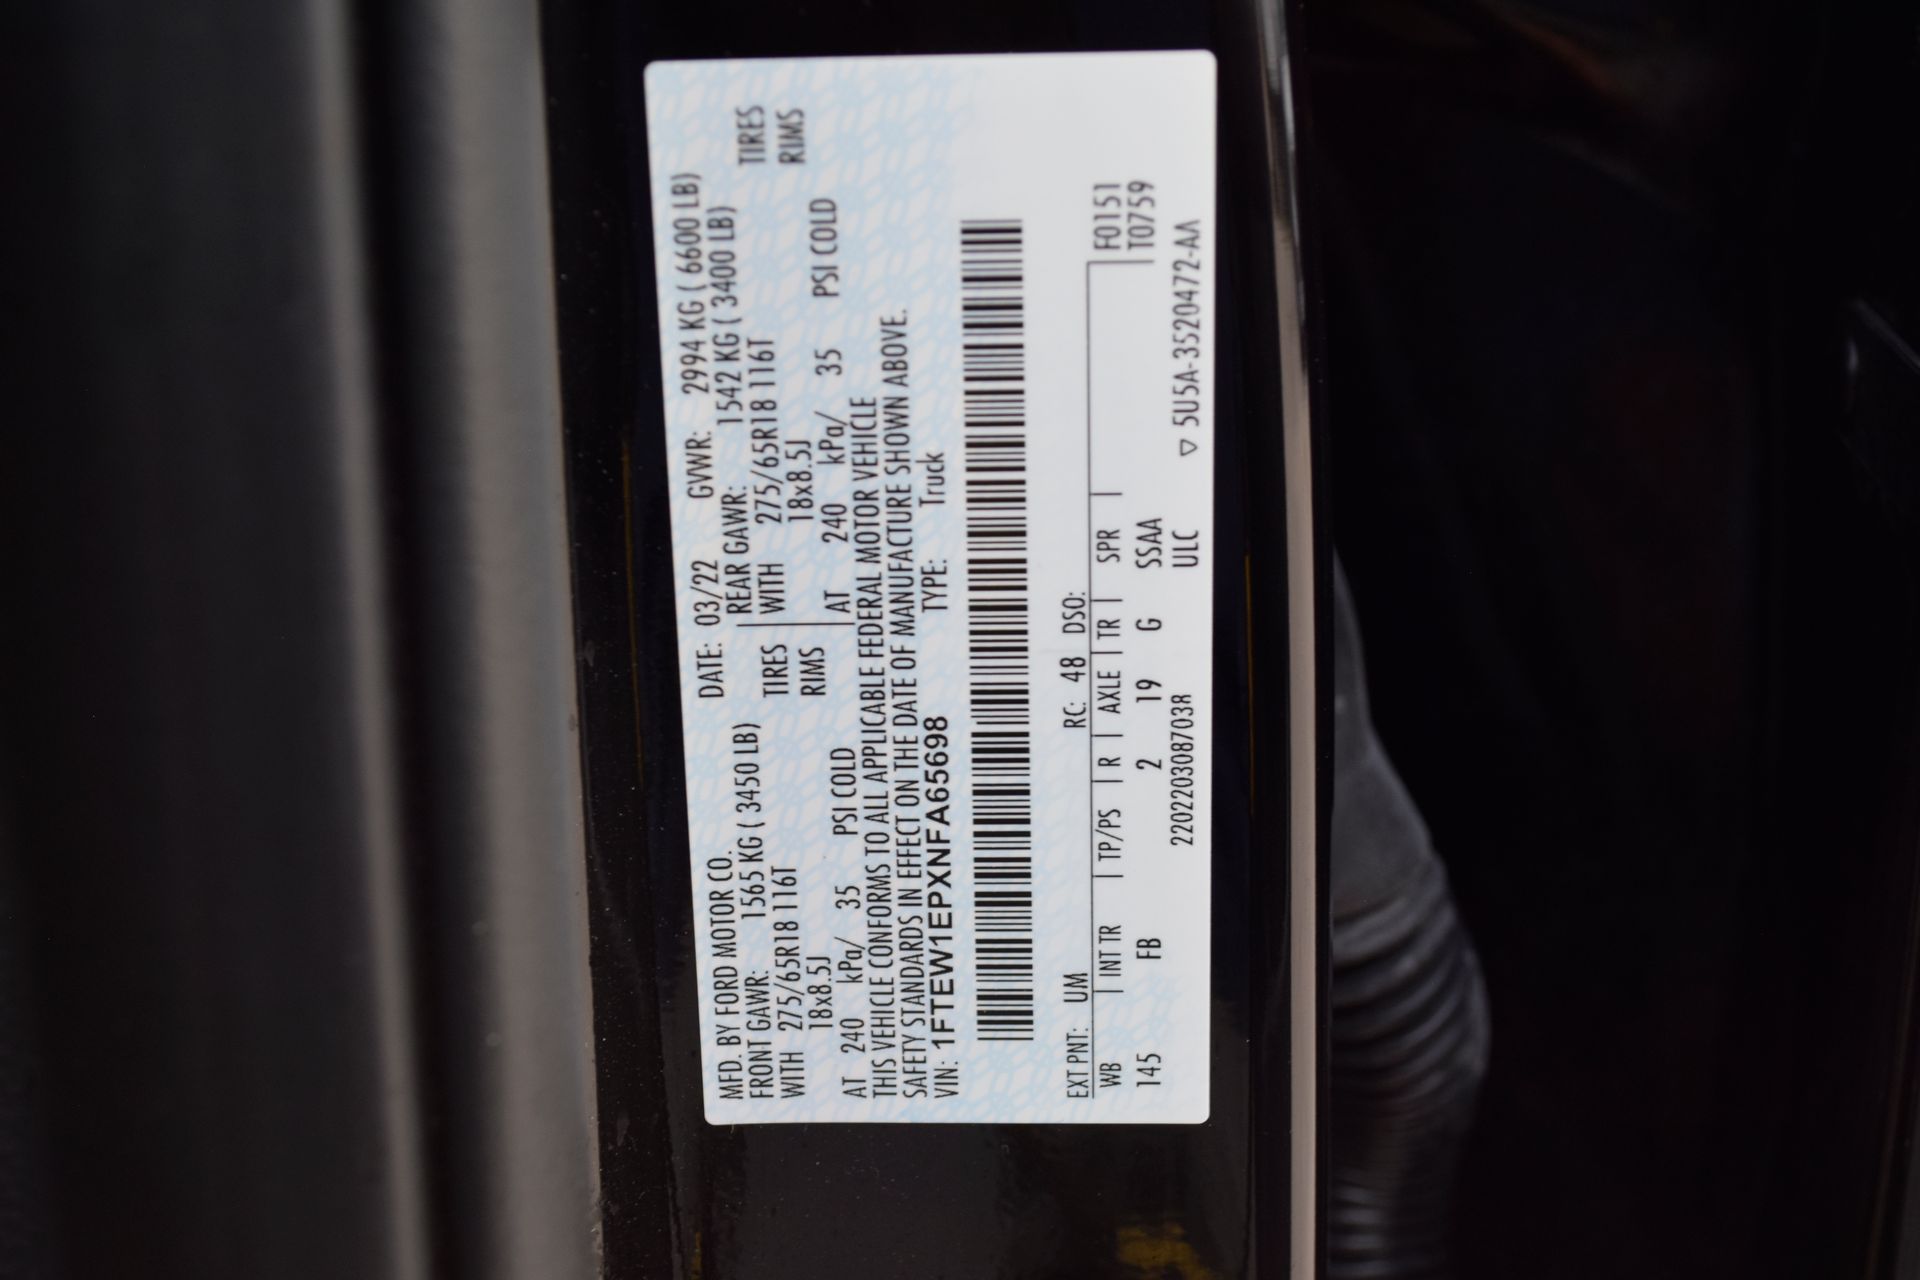 MFD. BY FORD MOTOR CO. DATE: 03/22 GVWR: 2994 KG ( 6600 LB)
FRONT GAWR: 1565 KG ( 3450 LB) REAR GAWR: 1542 KG ( 3400 LB)
WITH 275/65R18 116T TIRES WITH 275/65R18 116T TIRES
18x8.5J RIMS 18x8.5J RIMS
AT 240 kPa/ 35 PSI COLD AT 240 kPa/ 35 PSI COLD
THIS VEHICLE CONFORMS TO ALL APPLICABLE FEDERAL MOTOR VEHICLE
SAFETY STANDARDS IN EFFECT ON THE DATE OF MANUFACTURE SHOWN ABOVE.
VIN: 1FTEW1EPXNFA65698 TYPE: Truck
EXT PNT: UM RC: 48 DSO:
WB INT TR TP/PS R AXLE TR SPR F0151
145 FB 2 19 G SSAA T0759
220220308703R ULC ▽ 5U5A-3520472-AA